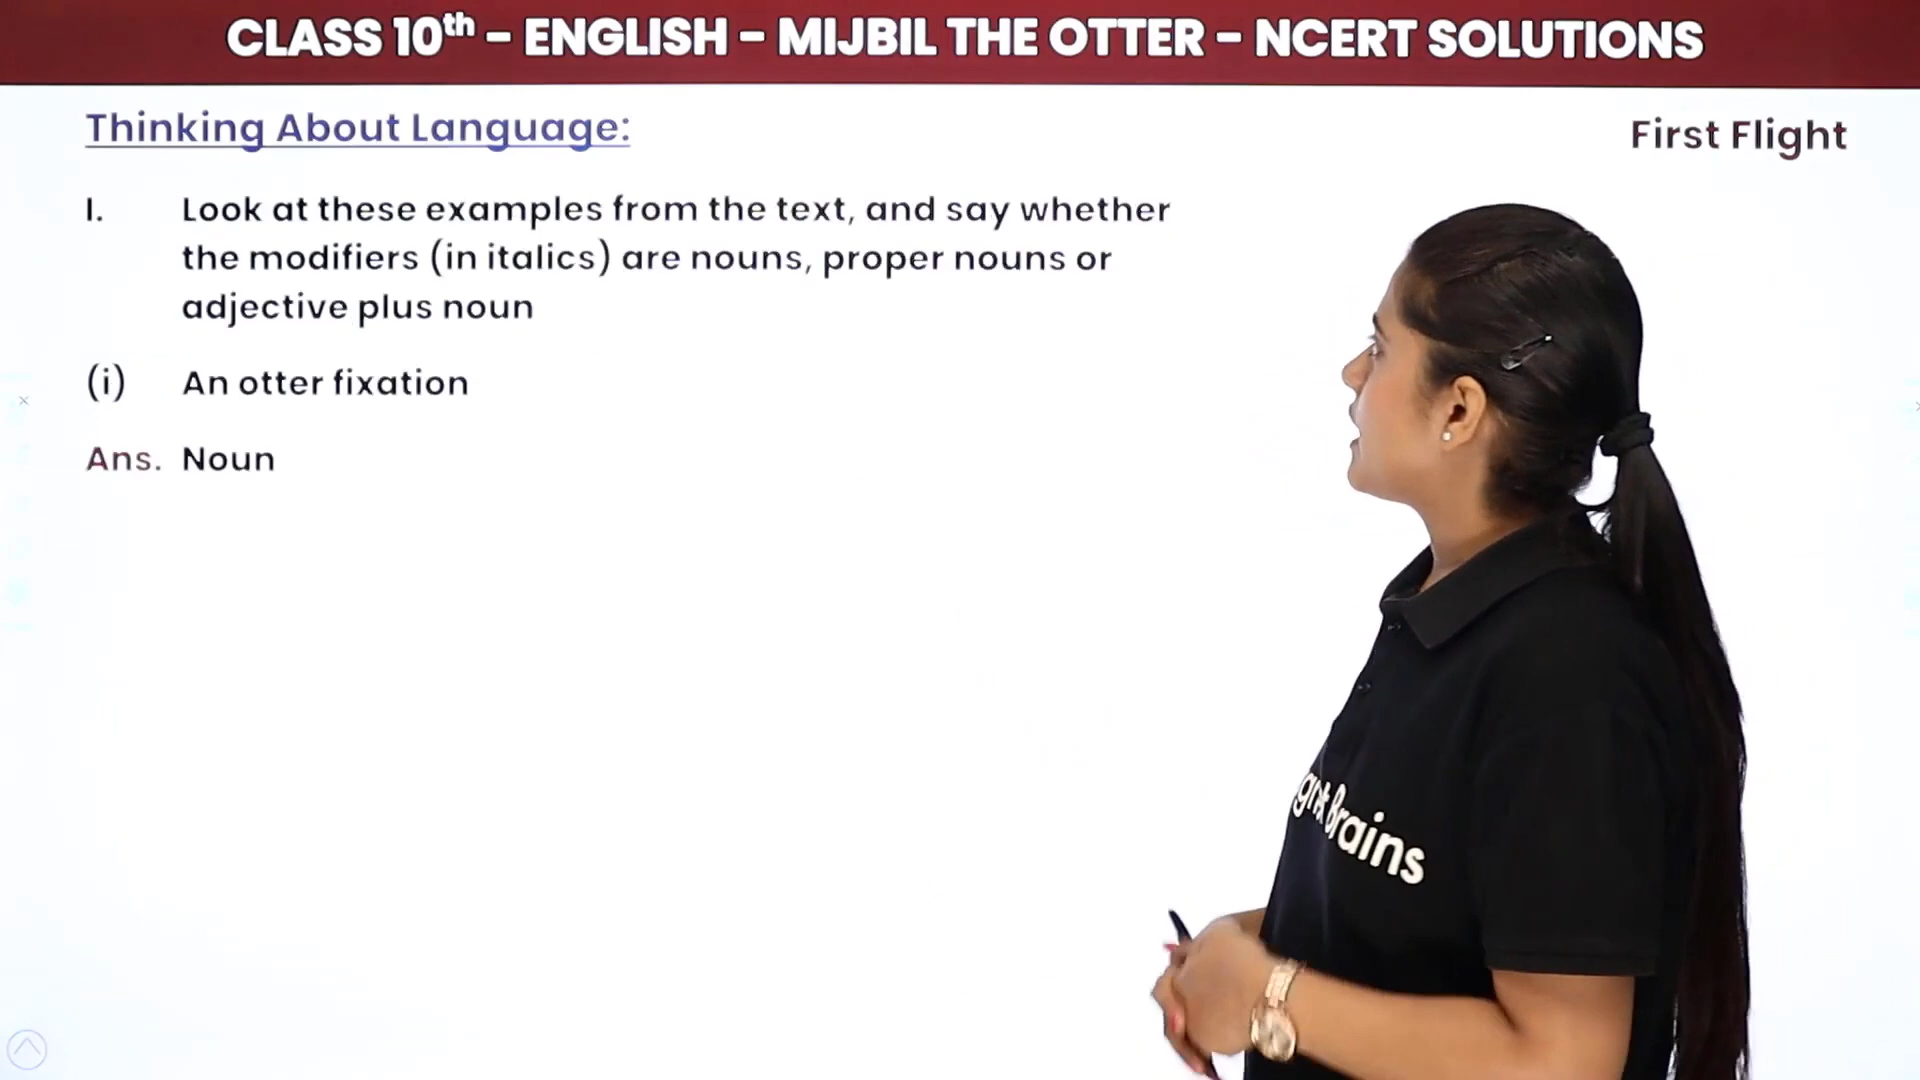 CLASS 10th - ENGLISH - MIJBIL THE OTTER - NCERT SOLUTIONS
Thinking About Language:
First Flight
I. Look at these examples from the text, and say whether
the modifiers (in italics) are nouns, proper nouns or
adjective plus noun
(i) An otter fixation
Ans. Noun
Brains